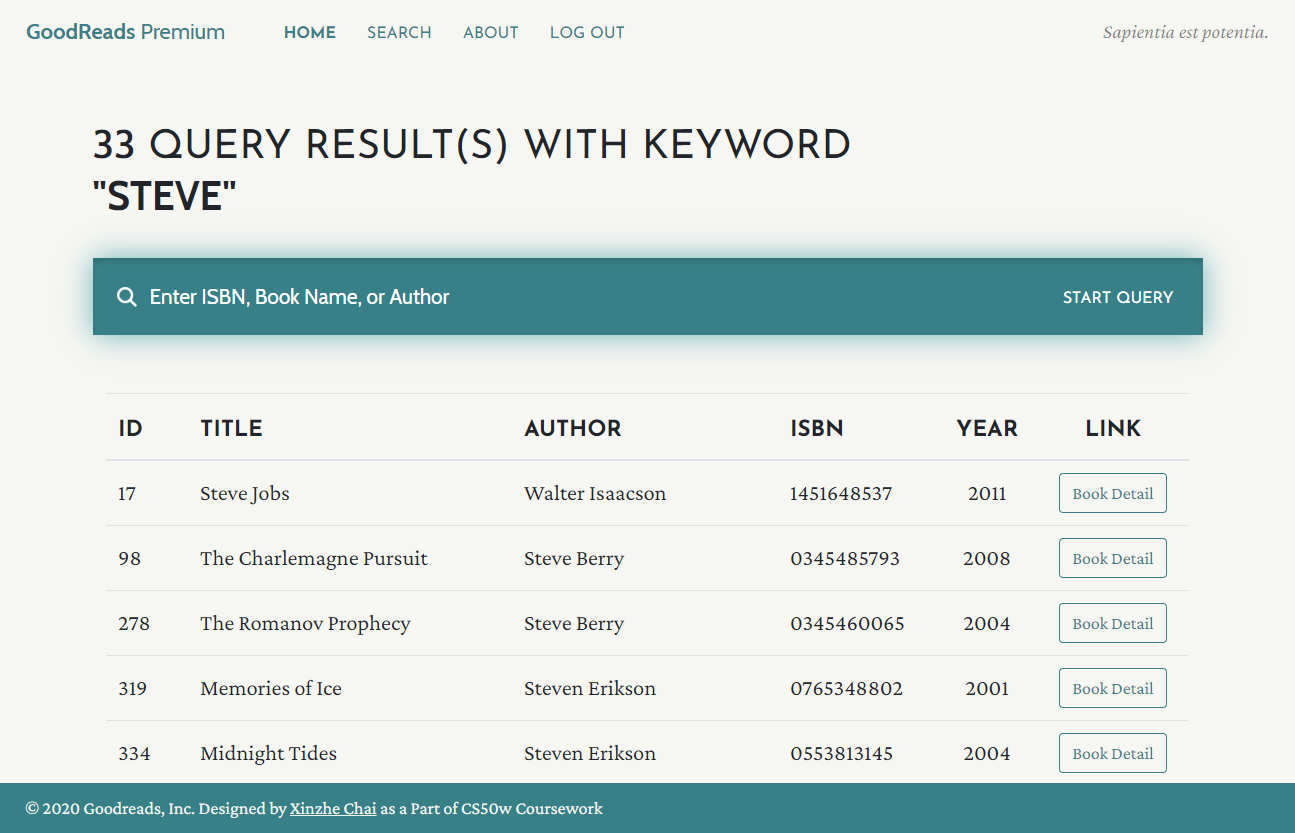 GoodReads Premium HOME SEARCH ABOUT LOG OUT Sapientia est potentia.
33 QUERY RESULT(S) WITH KEYWORD
"STEVE"
Enter ISBN, Book Name, or Author START QUERY
ID TITLE AUTHOR ISBN YEAR LINK
17 Steve Jobs Walter Isaacson 1451648537 2011 Book Detail
98 The Charlemagne Pursuit Steve Berry 0345485793 2008 Book Detail
278 The Romanov Prophecy Steve Berry 0345460065 2004 Book Detail
319 Memories of Ice Steven Erikson 0765348802 2001 Book Detail
334 Midnight Tides Steven Erikson 0553813145 2004 Book Detail
© 2020 Goodreads, Inc. Designed by Xinzhe Chai as a Part of CS50w Coursework